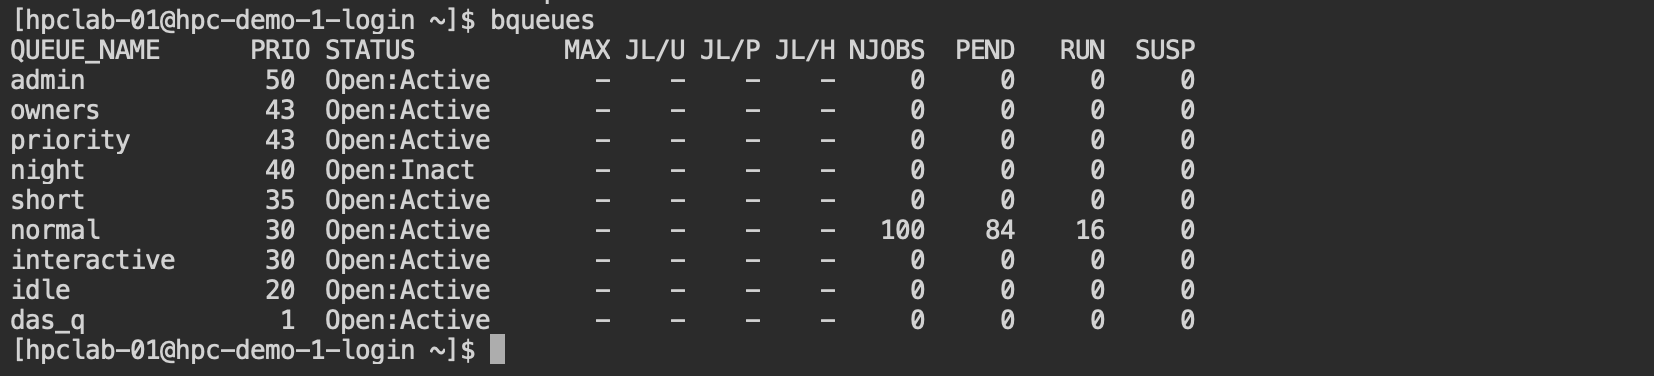 [hpclab-01@hpc-demo-1-login ~]$ bqueues
QUEUE_NAME      PRIO STATUS          MAX JL/U JL/P JL/H NJOBS  PEND   RUN  SUSP
admin            50  Open:Active       –    –    –    –     0     0     0     0
owners           43  Open:Active       –    –    –    –     0     0     0     0
priority         43  Open:Active       –    –    –    –     0     0     0     0
night            40  Open:Inact        –    –    –    –     0     0     0     0
short            35  Open:Active       –    –    –    –     0     0     0     0
normal           30  Open:Active       –    –    –    –   100    84    16     0
interactive      30  Open:Active       –    –    –    –     0     0     0     0
idle             20  Open:Active       –    –    –    –     0     0     0     0
das_q             1  Open:Active       –    –    –    –     0     0     0     0
[hpclab-01@hpc-demo-1-login ~]$